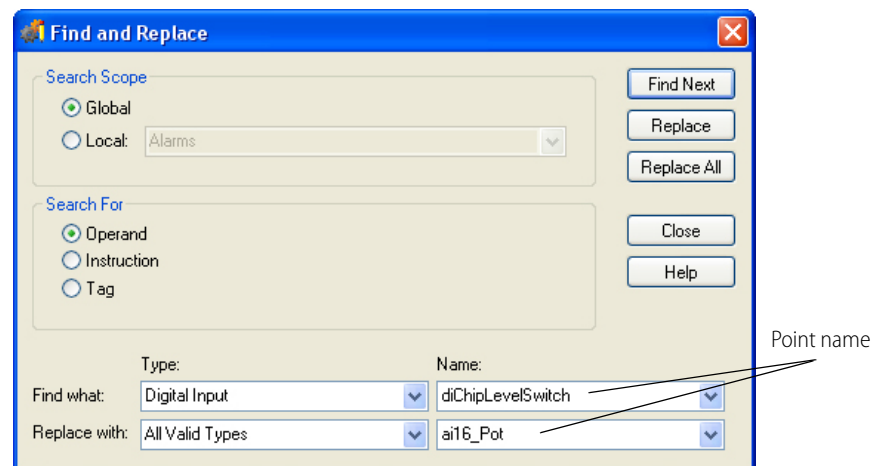 Find and Replace
Search Scope
Global
Local: Alarms
Find Next
Replace
Replace All
Search For
Operand
Instruction
Tag
Close
Help
Point name
Type: Name:
Find what: Digital Input diChipLevelSwitch
Replace with: All Valid Types ai16_Pot